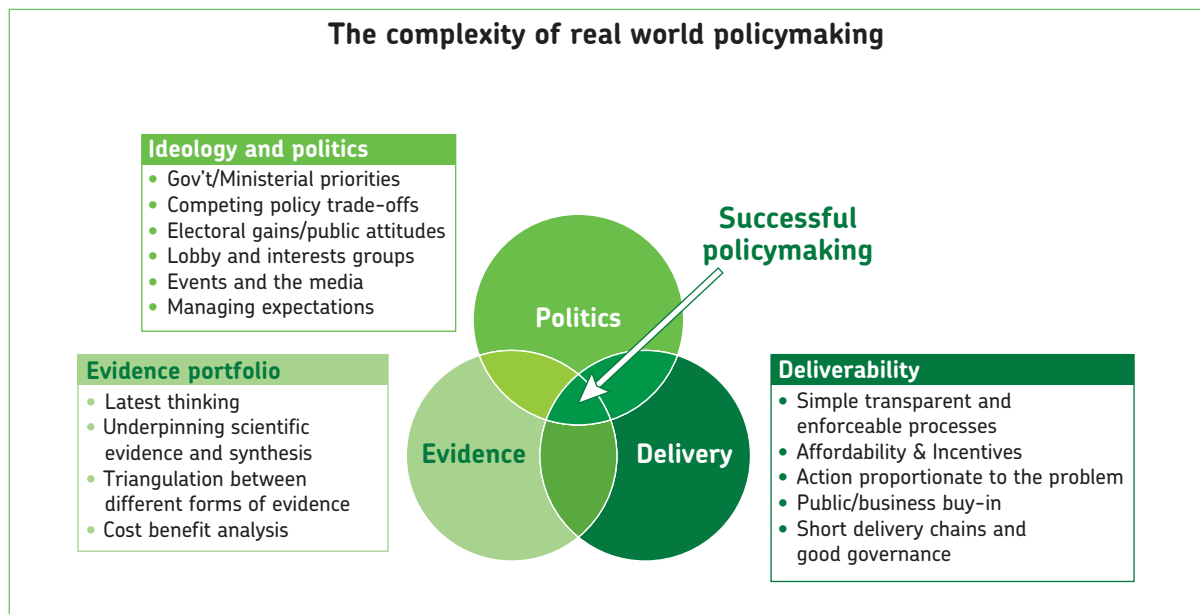 The complexity of real world policymaking
Ideology and politics
• Gov't/Ministerial priorities
• Competing policy trade-offs
• Electoral gains/public attitudes
• Lobby and interests groups
• Events and the media
• Managing expectations
Evidence portfolio
• Latest thinking
• Underpinning scientific
evidence and synthesis
• Triangulation between
different forms of evidence
• Cost benefit analysis
Successful
policymaking
Politics
Evidence
Delivery
Deliverability
• Simple transparent and
enforceable processes
• Affordability & Incentives
• Action proportionate to the problem
• Public/business buy-in
• Short delivery chains and
good governance